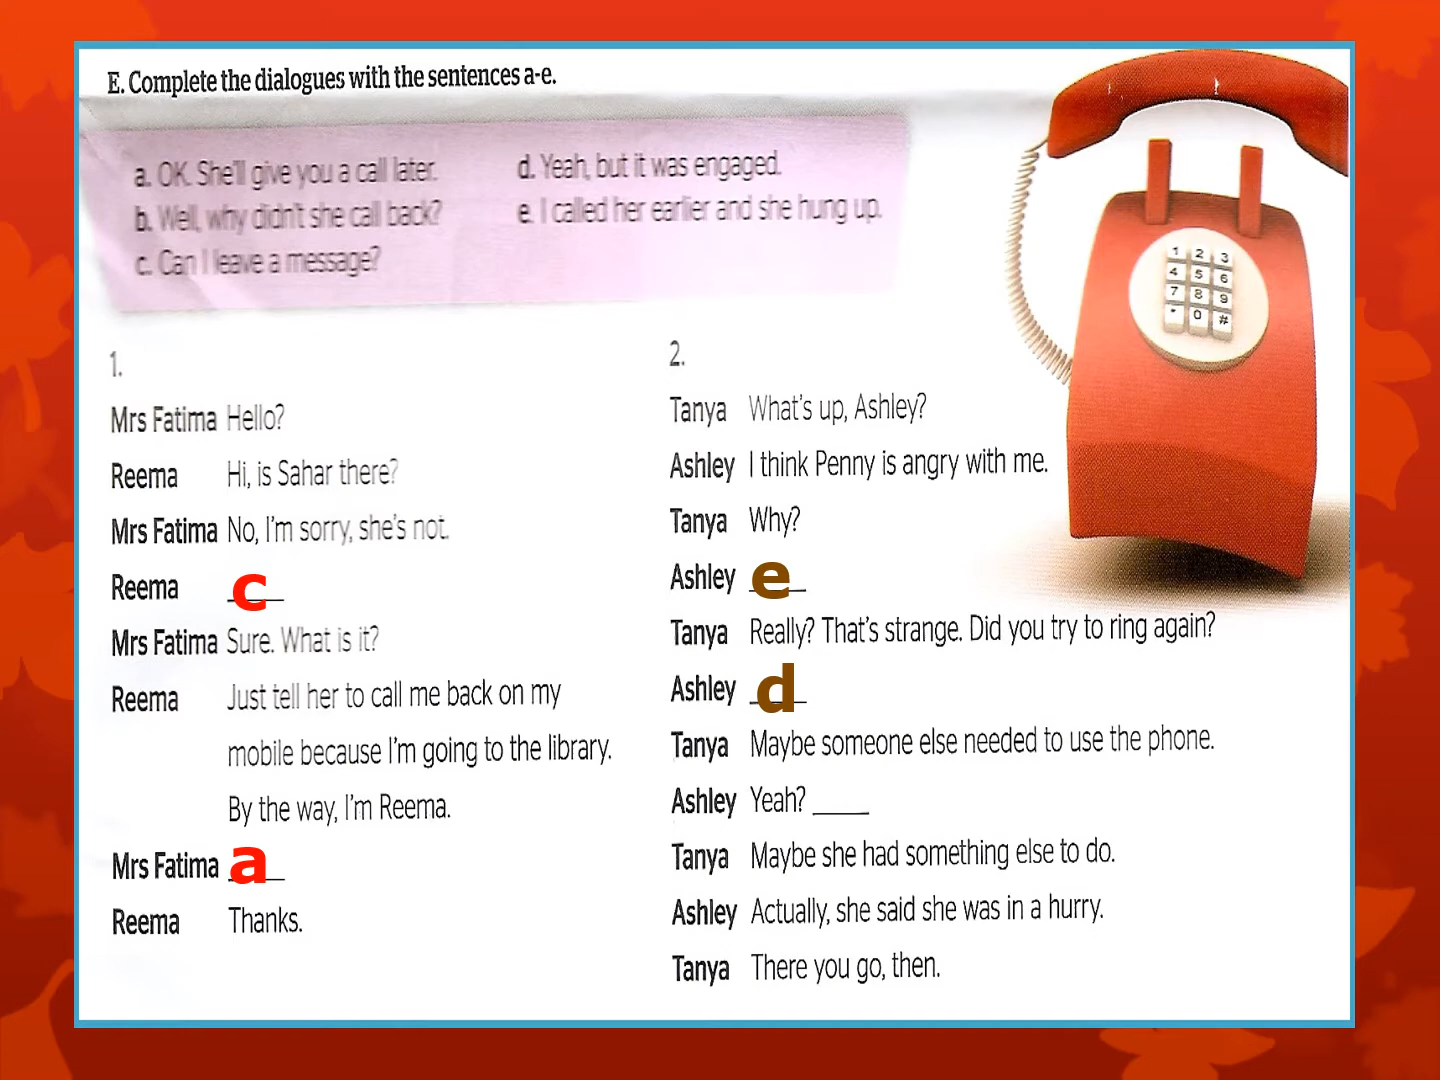 E. Complete the dialogues with the sentences a-e.
a. OK. She'll give you a call later.
b. Well, why didn't she call back?
c. Can I leave a message?
d. Yeah, but it was engaged.
e. I called her earlier and she hung up.
1.
Mrs Fatima Hello?
Reema Hi, is Sahar there?
Mrs Fatima No, I'm sorry, she's not.
Reema c
Mrs Fatima Sure. What is it?
Reema Just tell her to call me back on my
mobile because I'm going to the library.
By the way, I'm Reema.
Mrs Fatima a
Reema Thanks.
2.
Tanya What's up, Ashley?
Ashley I think Penny is angry with me.
Tanya Why?
Ashley e
Tanya Really? That's strange. Did you try to ring again?
Ashley d
Tanya Maybe someone else needed to use the phone.
Ashley Yeah? ____
Tanya Maybe she had something else to do.
Ashley Actually, she said she was in a hurry.
Tanya There you go, then.
1 2 3
4 5 6
7 8 9
* 0 #